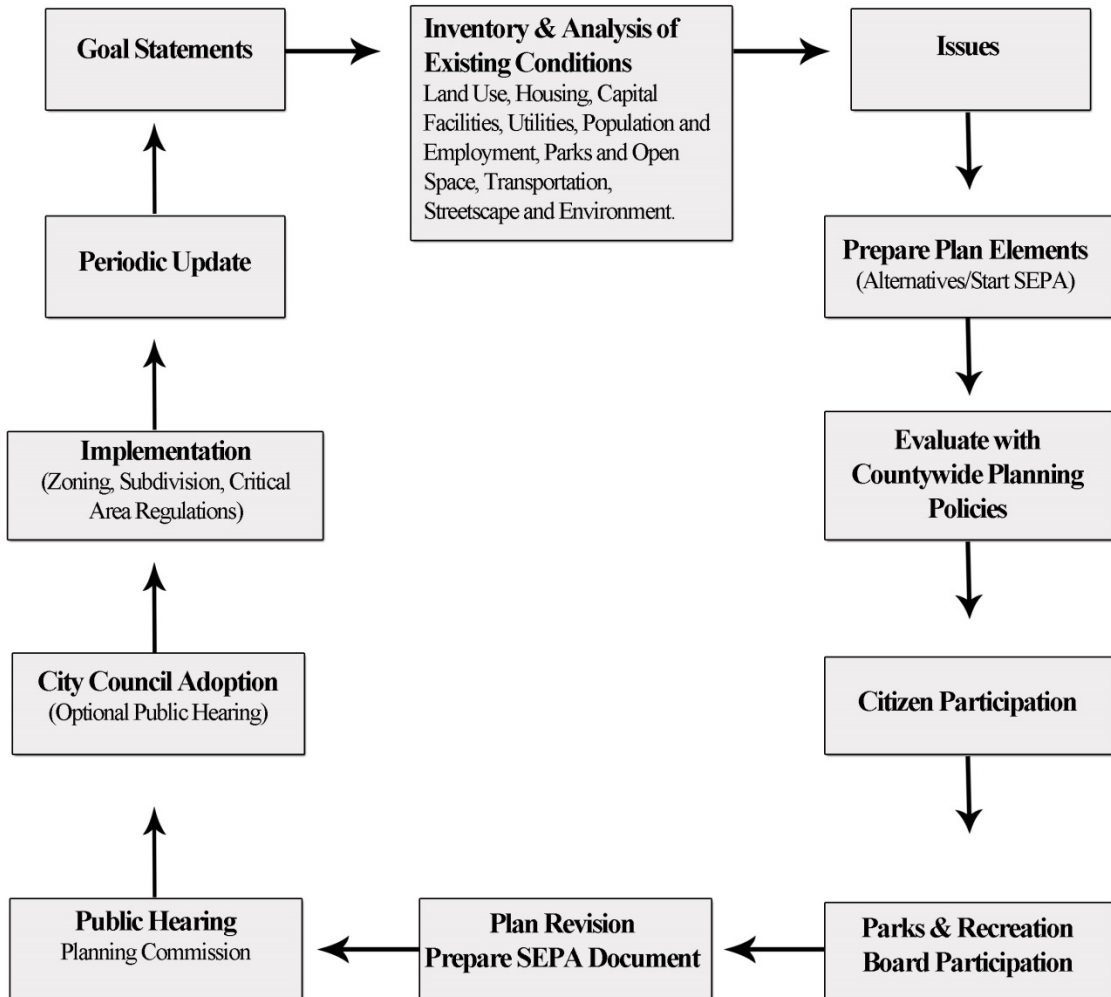 Goal Statements
Inventory & Analysis of
Existing Conditions
Land Use, Housing, Capital
Facilities, Utilities, Population and
Employment, Parks and Open
Space, Transportation,
Streetscape and Environment.
Issues
Prepare Plan Elements
(Alternatives/Start SEPA)
Evaluate with
Countywide Planning
Policies
Citizen Participation
Parks & Recreation
Board Participation
Plan Revision
Prepare SEPA Document
Public Hearing
Planning Commission
City Council Adoption
(Optional Public Hearing)
Implementation
(Zoning, Subdivision, Critical
Area Regulations)
Periodic Update